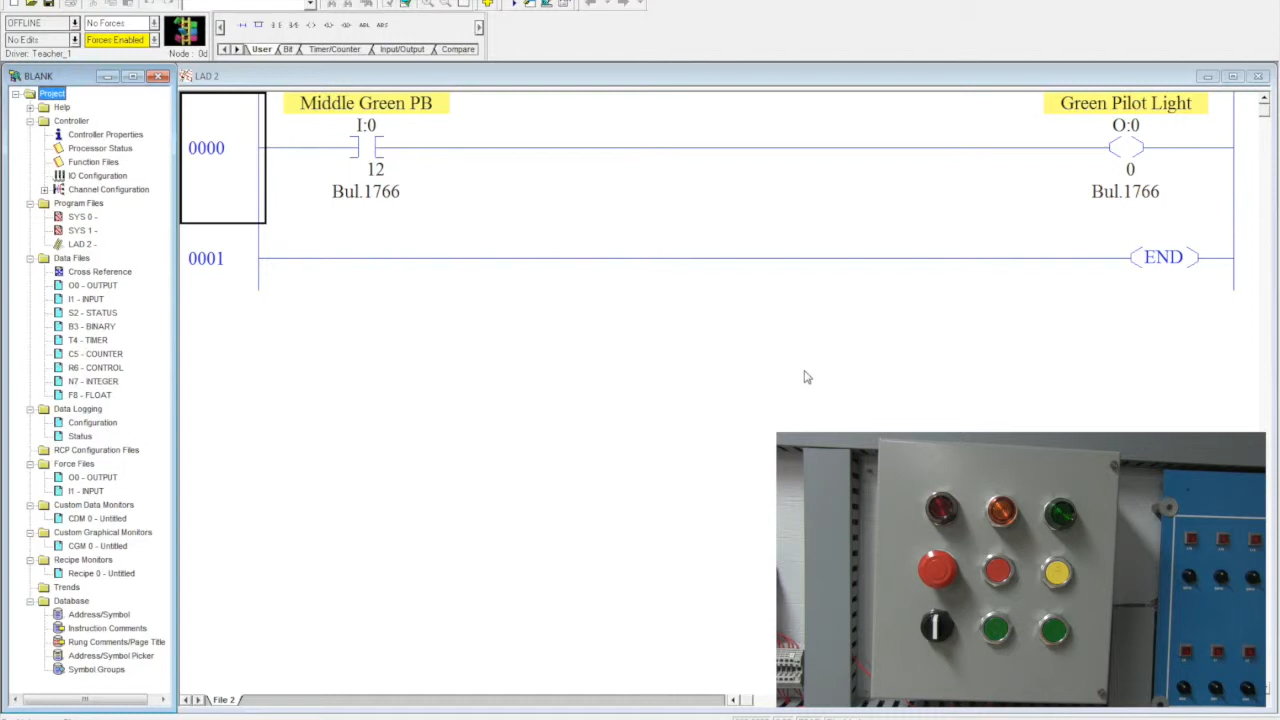 OFFLINE
No Forces
No Edits
Forces Enabled
Driver: Teacher_1
Node : 0d
User
Bit
Timer/Counter
Input/Output
Compare
BLANK
LAD 2
Project
Help
Controller
Controller Properties
Processor Status
Function Files
IO Configuration
Channel Configuration
Program Files
SYS 0 -
SYS 1 -
LAD 2 -
Data Files
Cross Reference
O0 - OUTPUT
I1 - INPUT
S2 - STATUS
B3 - BINARY
T4 - TIMER
C5 - COUNTER
R6 - CONTROL
N7 - INTEGER
F8 - FLOAT
Data Logging
Configuration
Status
RCP Configuration Files
Force Files
O0 - OUTPUT
I1 - INPUT
Custom Data Monitors
CDM 0 - Untitled
Custom Graphical Monitors
CGM 0 - Untitled
Recipe Monitors
Recipe 0 - Untitled
Trends
Database
Address/Symbol
Instruction Comments
Rung Comments/Page Title
Address/Symbol Picker
Symbol Groups
Middle Green PB
Green Pilot Light
I:0
O:0
0000
12
0
Bul.1766
Bul.1766
0001
END
File 2